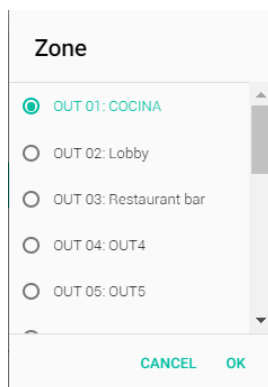 Zone
OUT 01: COCINA
OUT 02: Lobby
OUT 03: Restaurant bar
OUT 04: OUT4
OUT 05: OUT5
CANCEL OK